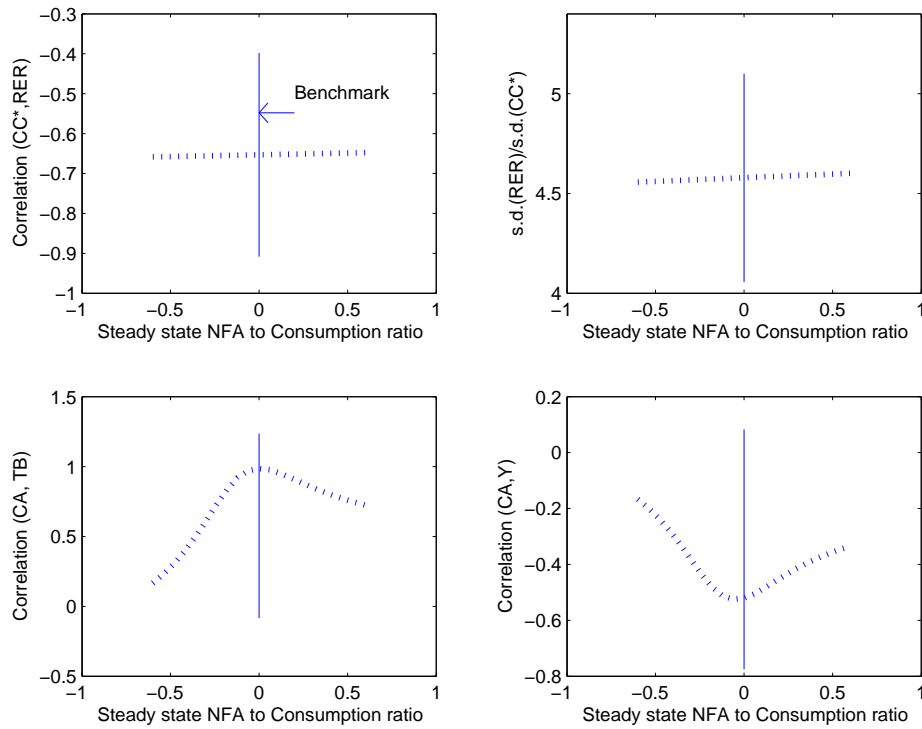 −0.3
−0.4
−0.5
−0.6
−0.7
−0.8
−0.9
−1
Correlation (CC*,RER)
Benchmark
−1 −0.5 0 0.5 1
Steady state NFA to Consumption ratio
5
4.5
4
s.d.(RER)/s.d.(CC*)
−1 −0.5 0 0.5 1
Steady state NFA to Consumption ratio
1.5
1
0.5
0
−0.5
Correlation (CA, TB)
−1 −0.5 0 0.5 1
Steady state NFA to Consumption ratio
0.2
0
−0.2
−0.4
−0.6
−0.8
Correlation (CA,Y)
−1 −0.5 0 0.5 1
Steady state NFA to Consumption ratio